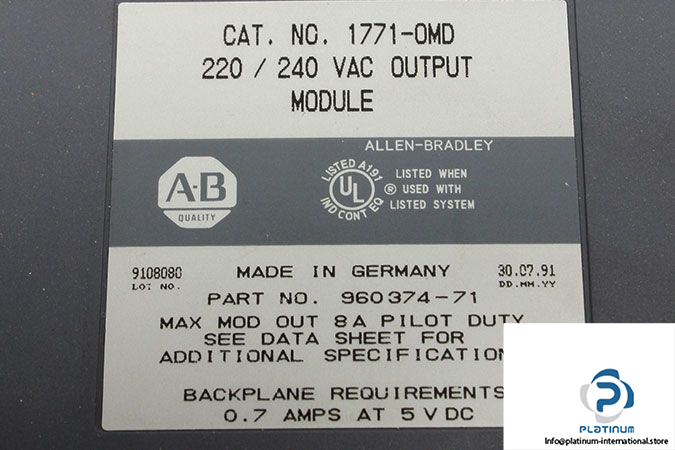 CAT. NO. 1771-OMD
220 / 240 VAC OUTPUT
MODULE
ALLEN-BRADLEY
A-B
QUALITY
LISTED A191
UL
®
IND CONT EQ
LISTED WHEN
USED WITH
LISTED SYSTEM
9108080
LOT NO.
MADE IN GERMANY
30.07.91
DD.MM.YY
PART NO. 960374-71
MAX MOD OUT 8A PILOT DUTY
SEE DATA SHEET FOR
ADDITIONAL SPECIFICATION
BACKPLANE REQUIREMENTS
0.7 AMPS AT 5 V DC
PLATINUM
info@platinum-international.store